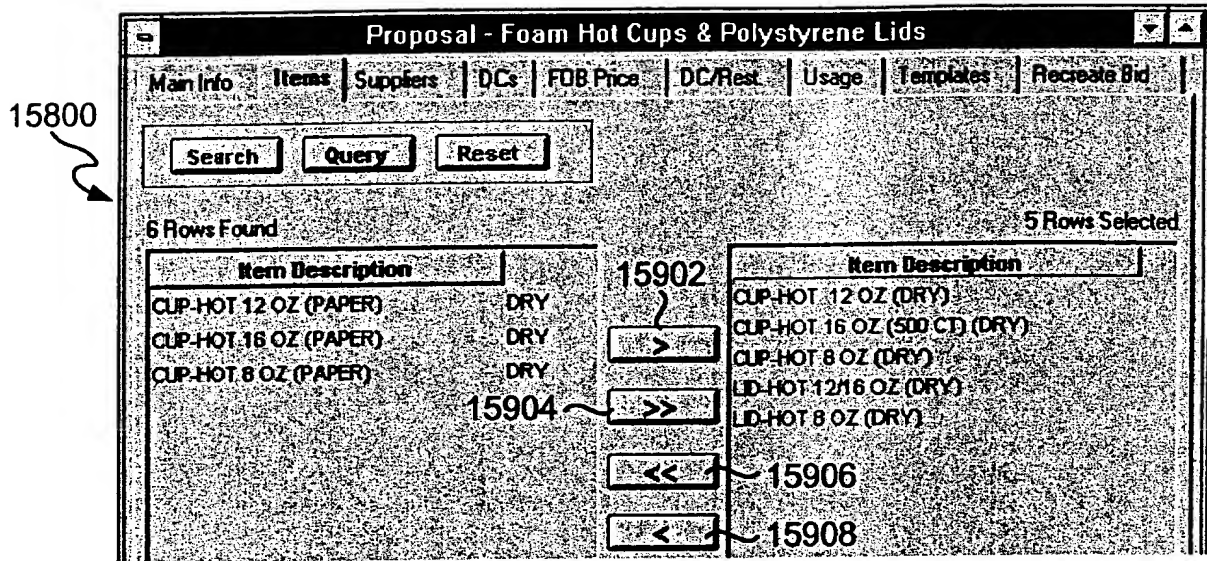 Proposal - Foam Hot Cups & Polystyrene Lids
Main Info Items Suppliers DCs FOB Price DC/Rest. Usage Templates Recreate Bid
15800
Search Query Reset
6 Rows Found 5 Rows Selected
Item Description
CUP-HOT 12 OZ (PAPER) DRY
CUP-HOT 16 OZ (PAPER) DRY
CUP-HOT 8 OZ (PAPER) DRY
15902
>
15904 >>
<< 15906
< 15908
Item Description
CUP-HOT 12 OZ (DRY)
CUP-HOT 16 OZ (500 CT) (DRY)
CUP-HOT 8 OZ (DRY)
LID-HOT 12/16 OZ (DRY)
LID-HOT 8 OZ (DRY)